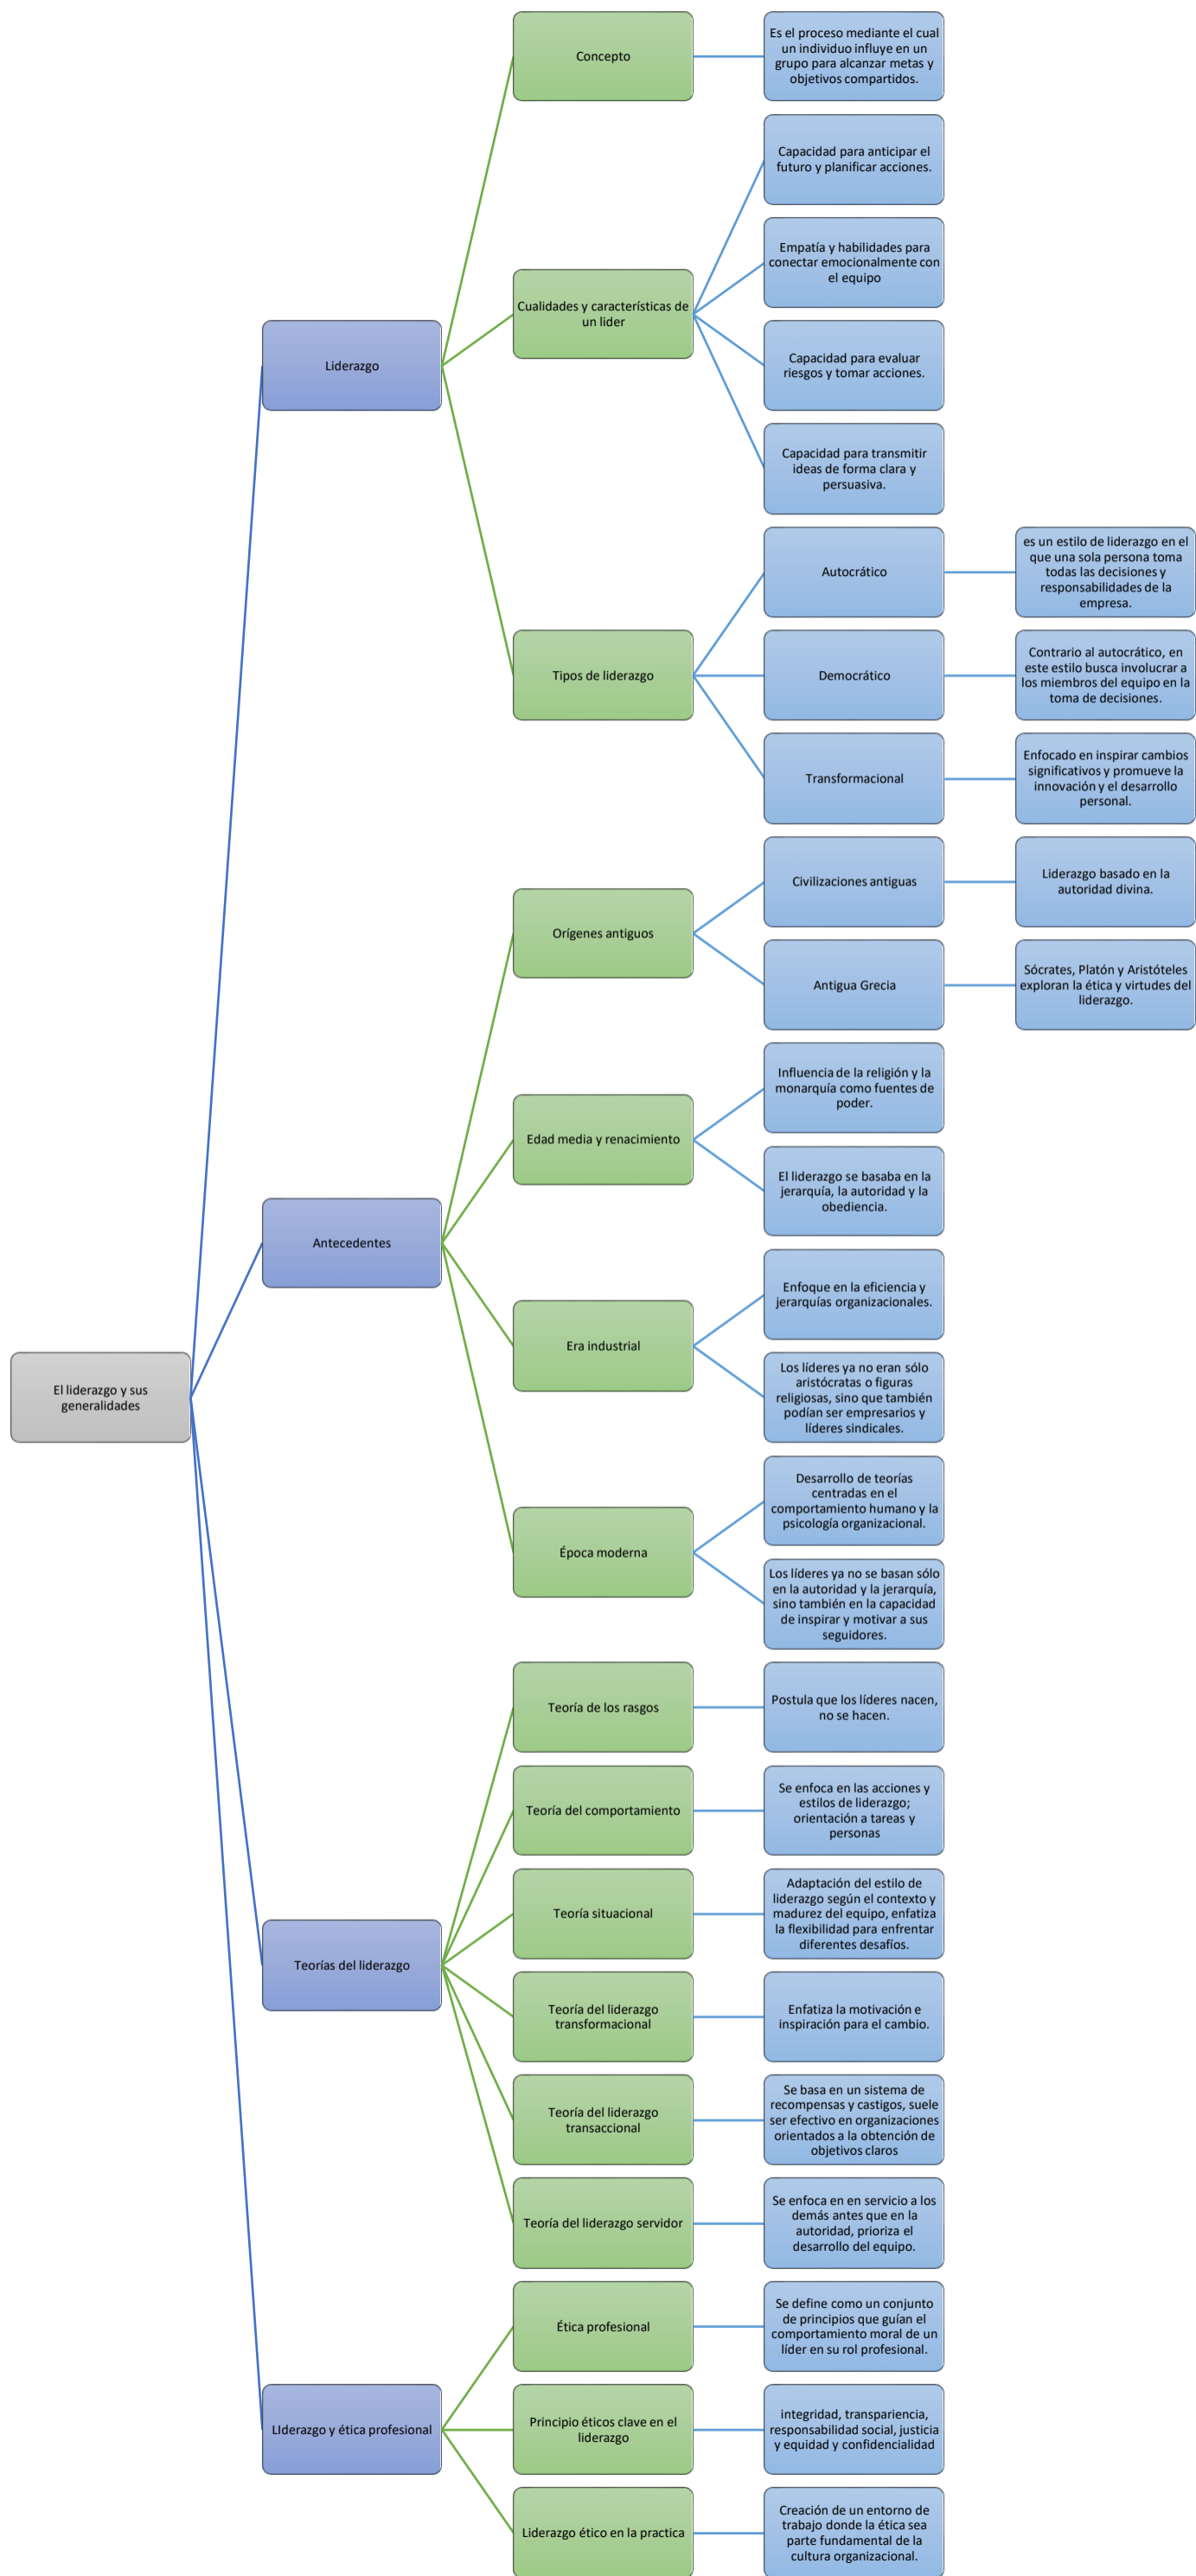 El liderazgo y sus
generalidades
Liderazgo
Concepto
Es el proceso mediante el cual
un individuo influye en un
grupo para alcanzar metas y
objetivos compartidos.
Cualidades y características de
un lider
Capacidad para anticipar el
futuro y planificar acciones.
Empatía y habilidades para
conectar emocionalmente con
el equipo
Capacidad para evaluar
riesgos y tomar acciones.
Capacidad para transmitir
ideas de forma clara y
persuasiva.
Tipos de liderazgo
Autocrático
es un estilo de liderazgo en el
que una sola persona toma
todas las decisiones y
responsabilidades de la
empresa.
Democrático
Contrario al autocrático, en
este estilo busca involucrar a
los miembros del equipo en la
toma de decisiones.
Transformacional
Enfocado en inspirar cambios
significativos y promueve la
innovación y el desarrollo
personal.
Antecedentes
Orígenes antiguos
Civilizaciones antiguas
Liderazgo basado en la
autoridad divina.
Antigua Grecia
Sócrates, Platón y Aristóteles
exploran la ética y virtudes del
liderazgo.
Edad media y renacimiento
Influencia de la religión y la
monarquía como fuentes de
poder.
El liderazgo se basaba en la
jerarquía, la autoridad y la
obediencia.
Era industrial
Enfoque en la eficiencia y
jerarquías organizacionales.
Los líderes ya no eran sólo
aristócratas o figuras
religiosas, sino que también
podían ser empresarios y
líderes sindicales.
Época moderna
Desarrollo de teorías
centradas en el
comportamiento humano y la
psicología organizacional.
Los líderes ya no se basan sólo
en la autoridad y la jerarquía,
sino también en la capacidad
de inspirar y motivar a sus
seguidores.
Teorías del liderazgo
Teoría de los rasgos
Postula que los líderes nacen,
no se hacen.
Teoría del comportamiento
Se enfoca en las acciones y
estilos de liderazgo;
orientación a tareas y
personas
Teoría situacional
Adaptación del estilo de
liderazgo según el contexto y
madurez del equipo, enfatiza
la flexibilidad para enfrentar
diferentes desafíos.
Teoría del liderazgo
transformacional
Enfatiza la motivación e
inspiración para el cambio.
Teoría del liderazgo
transaccional
Se basa en un sistema de
recompensas y castigos, suele
ser efectivo en organizaciones
orientados a la obtención de
objetivos claros
Teoría del liderazgo servidor
Se enfoca en en servicio a los
demás antes que en la
autoridad, prioriza el
desarrollo del equipo.
LIderazgo y ética profesional
Ética profesional
Se define como un conjunto
de principios que guían el
comportamiento moral de un
líder en su rol profesional.
Principio éticos clave en el
liderazgo
integridad, transpariencia,
responsabilidad social, justicia
y equidad y confidencialidad
Liderazgo ético en la practica
Creación de un entorno de
trabajo donde la ética sea
parte fundamental de la
cultura organizacional.